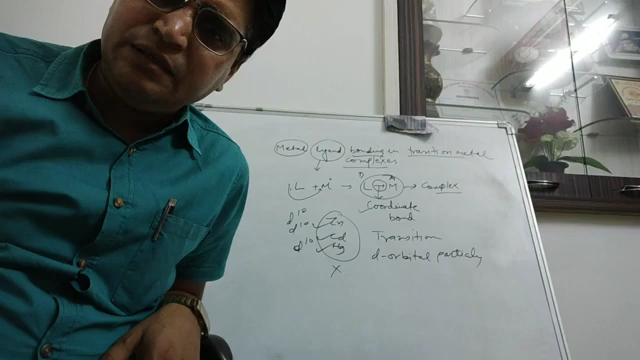 Metal Ligand bonding in transition metal
complexes
:L + M → L → M → Complex
Coordinate
bond
d10 Zn
d10 Cd Transition
d10 Hg d-orbital partially
X